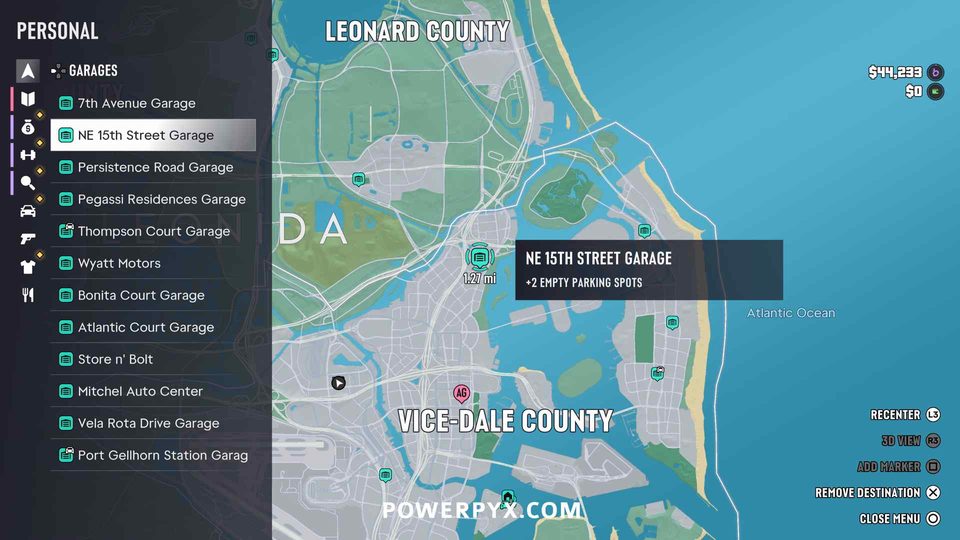 PERSONAL
GARAGES
7th Avenue Garage
NE 15th Street Garage
Persistence Road Garage
Pegassi Residences Garage
Thompson Court Garage
Wyatt Motors
Bonita Court Garage
Atlantic Court Garage
Store n' Bolt
Mitchel Auto Center
Vela Rota Drive Garage
Port Gellhorn Station Garag
LEONARD COUNTY
$44,233
$0
LEONIDA
1.27 mi
NE 15TH STREET GARAGE
+2 EMPTY PARKING SPOTS
Atlantic Ocean
AG
VICE-DALE COUNTY
RECENTER L3
3D VIEW R3
ADD MARKER
REMOVE DESTINATION
CLOSE MENU
POWERPYX.COM